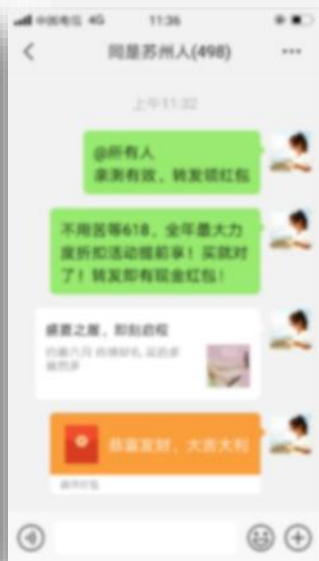 中国电信 4G 11:36
同是苏州人(498)
上午11:32
@所有人
亲测有效，转发领红包
不用苦等618，全年最大力
度折扣活动提前享！买就对
了！转发即有现金红包！
盛夏之履，即刻启程
恭喜发财，大吉大利